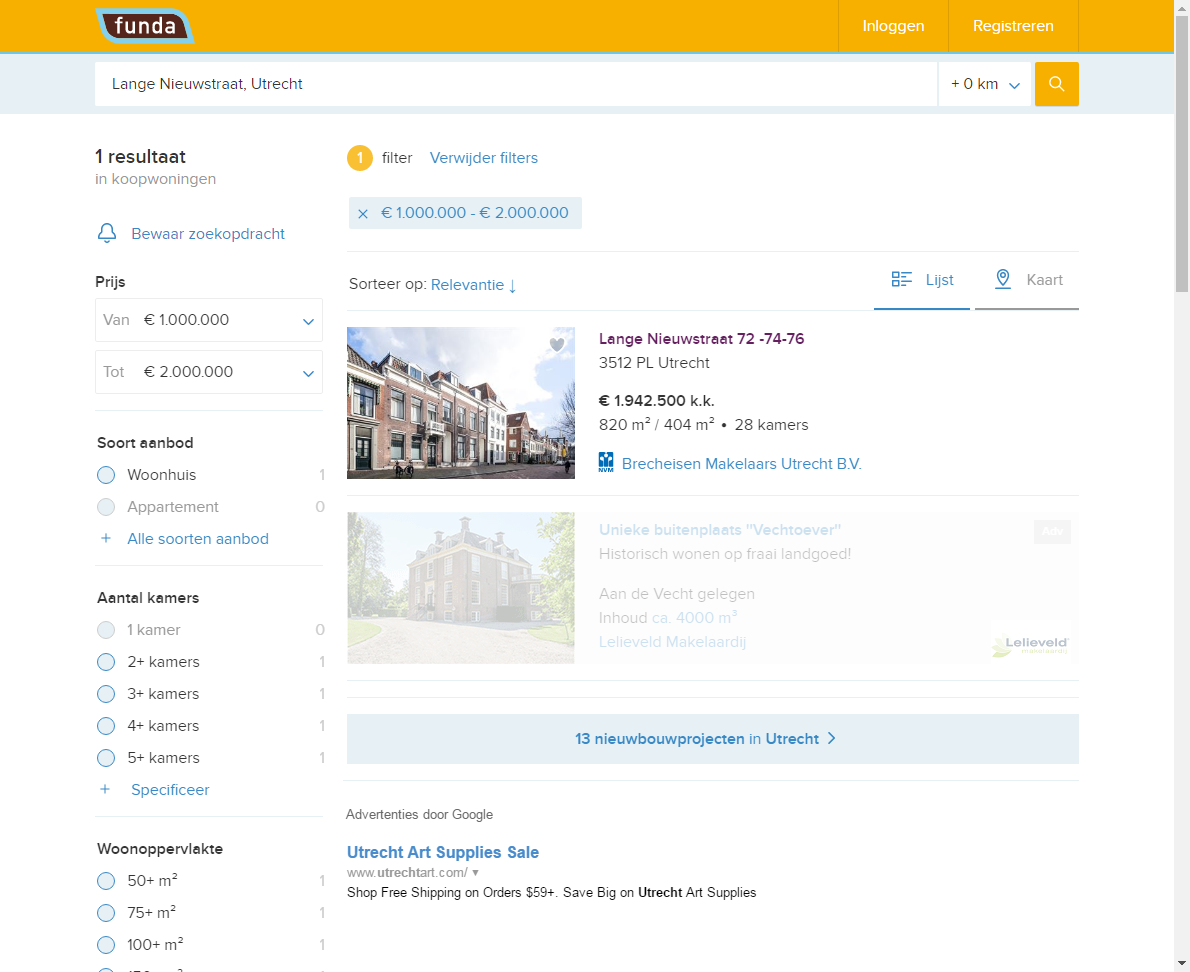 funda
Inloggen
Registreren
Lange Nieuwstraat, Utrecht
+ 0 km
1 resultaat
in koopwoningen
Bewaar zoekopdracht
Prijs
Van € 1.000.000
Tot € 2.000.000
Soort aanbod
Woonhuis 1
Appartement 0
+ Alle soorten aanbod
Aantal kamers
1 kamer 0
2+ kamers 1
3+ kamers 1
4+ kamers 1
5+ kamers 1
+ Specificeer
Woonoppervlakte
50+ m² 1
75+ m² 1
100+ m² 1
1 filter Verwijder filters
× € 1.000.000 - € 2.000.000
Sorteer op: Relevantie ↓
Lijst
Kaart
Lange Nieuwstraat 72 -74-76
3512 PL Utrecht
€ 1.942.500 k.k.
820 m² / 404 m² • 28 kamers
NVM Brecheisen Makelaars Utrecht B.V.
Unieke buitenplaats "Vechtoever"
Adv
Historisch wonen op fraai landgoed!
Aan de Vecht gelegen
Inhoud ca. 4000 m³
Lelieveld Makelaardij
Lelieveld
makelaardij
13 nieuwbouwprojecten in Utrecht >
Advertenties door Google
Utrecht Art Supplies Sale
www.utrechtart.com/ ▼
Shop Free Shipping on Orders $59+. Save Big on Utrecht Art Supplies